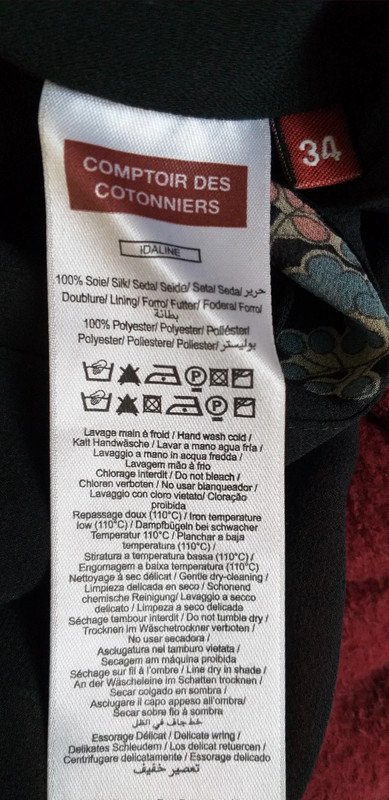 34
COMPTOIR DES
COTONNIERS
IDALINE
100% Soie/ Silk/ Seda/ Seide/ Seta/ Seda/ حرير
Doublure/ Lining/ Forro/ Futter/ Fodera/ Forro/
بطانة
100% Polyester/ Polyester/ Poliéster/
Polyester/ Poliestere/ Poliester/ بوليستر
P
P
Lavage main à froid / Hand wash cold /
Kalt Handwäsche/ Lavar a mano agua fría /
Lavaggio a mano in acqua fredda /
Lavagem mão à frio
Chlorage interdit / Do not bleach /
Chloren verboten / No usar blanqueador/
Lavaggio con cloro vietato/ Cloração
proibida
Repassage doux (110°C) / Iron temperature
low (110°C) / Dampfbügeln bei schwacher
Temperatur 110°C / Planchar a baja
temperatura (110°C) /
Stiratura a temperatura bassa (110°C) /
Engomagem a baixa temperatura (110°C)
Nettoyage à sec délicat / Gentle dry-cleaning /
Limpieza delicada en seco / Schonend
chemische Reinigung/ Lavaggio a secco
delicato / Limpeza a seco delicada
Séchage tambour interdit / Do not tumble dry /
Trocknen im Wäschetrockner verboten /
No usar secadora /
Asciugatura nel tamburo vietata /
Secagem am máquina proibida
Séchage sur fil à l'ombre / Line dry in shade /
An der Wäscheleine im Schatten trocknen /
Secar colgado en sombra /
Asciugare il capo appeso all'ombra/
Secar sobre fio à sombra
خط جاف في الظل
Essorage Délicat / Delicate wring /
Delikates Schleudern / Los delicat retuercen /
Centrifugare delicatamente / Essorage delicado
تعصير خفيف